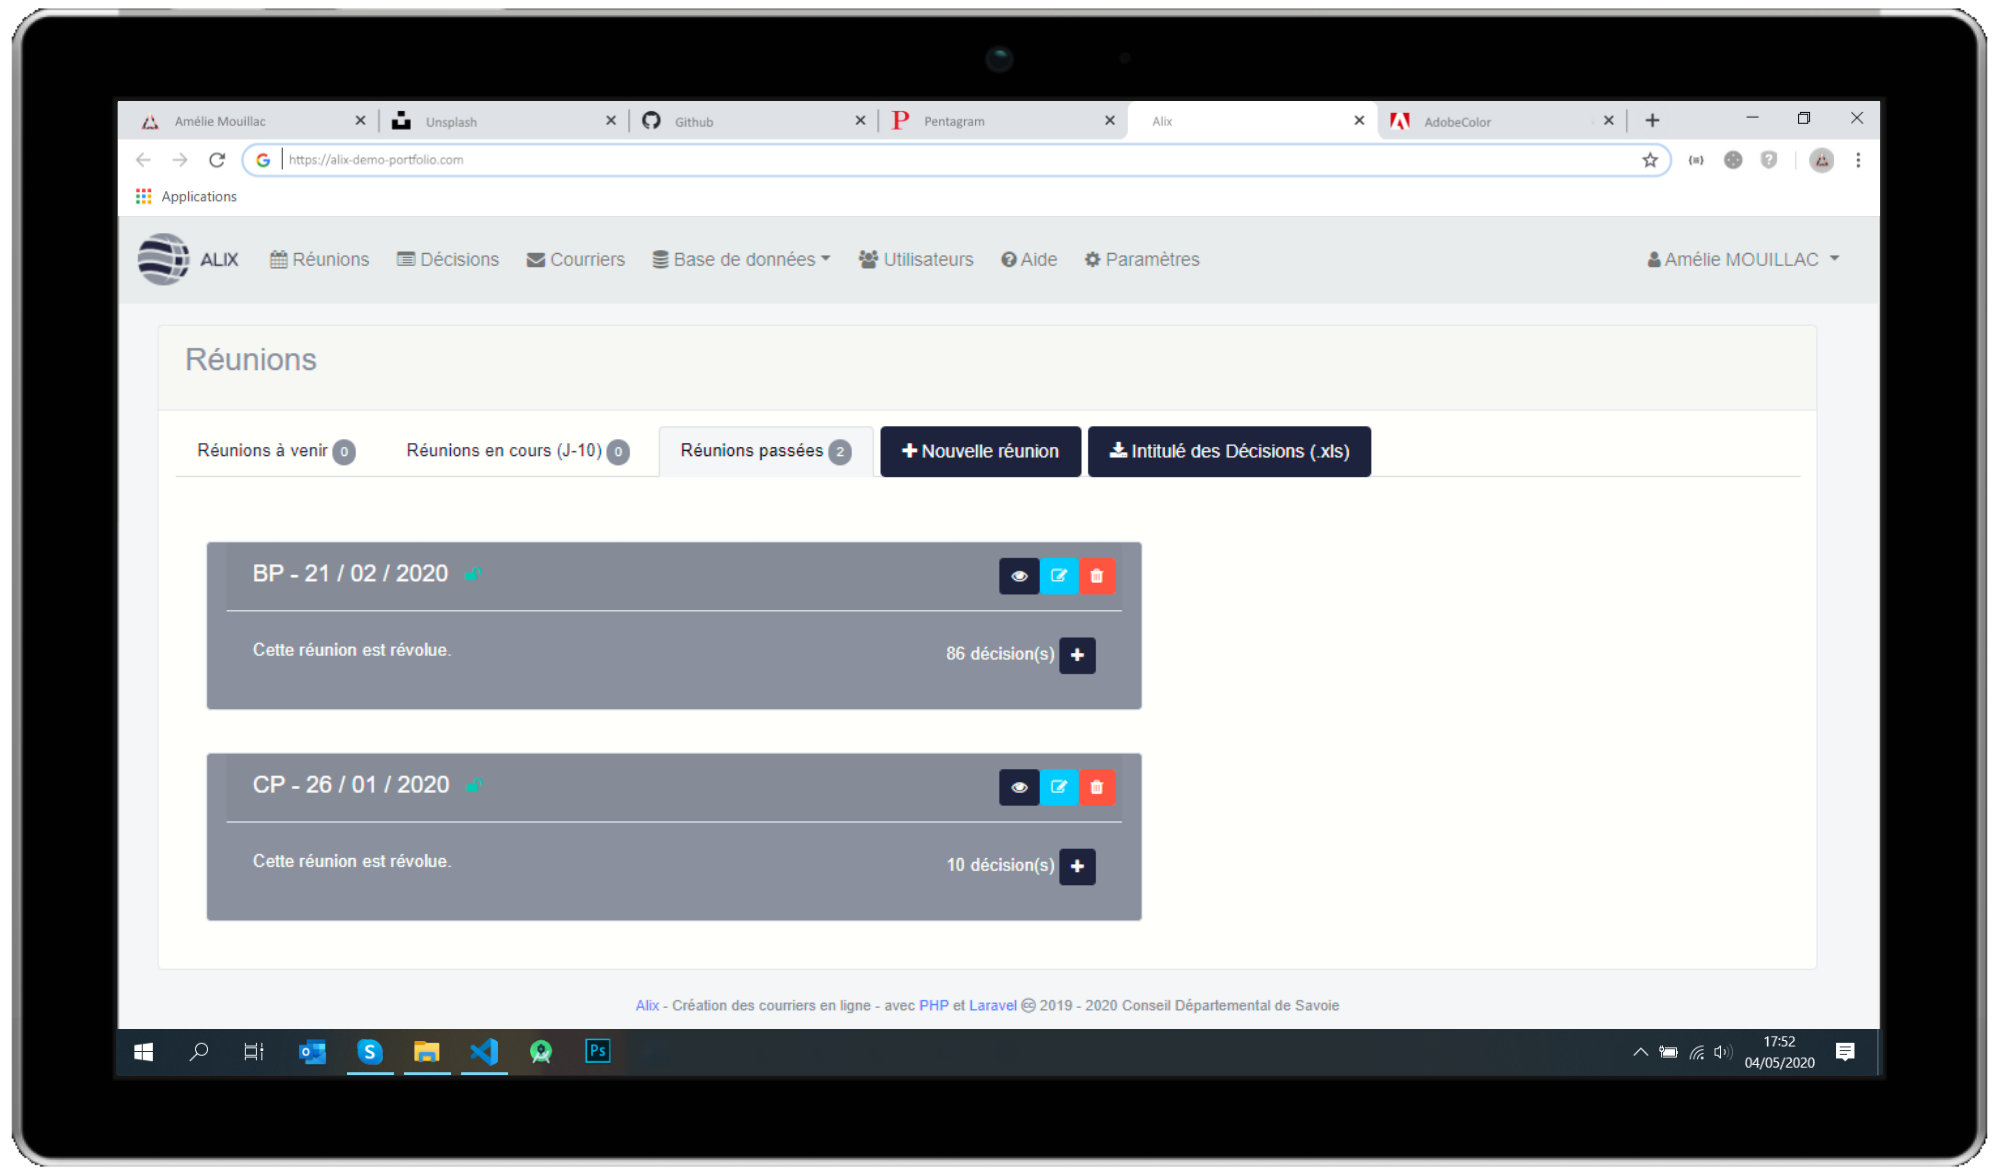 Amélie Mouillac
Unsplash
Github
Pentagram
Alix
AdobeColor
https://alix-demo-portfolio.com
Applications
ALIX Réunions Décisions Courriers Base de données Utilisateurs Aide Paramètres Amélie MOUILLAC
Réunions
Réunions à venir 0 Réunions en cours (J-10) 0 Réunions passées 2 Nouvelle réunion Intitulé des Décisions (.xls)
BP - 21 / 02 / 2020
Cette réunion est révolue. 86 décision(s)
CP - 26 / 01 / 2020
Cette réunion est révolue. 10 décision(s)
Alix - Création des courriers en ligne - avec PHP et Laravel 2019 - 2020 Conseil Départemental de Savoie
Ps
17:52
04/05/2020